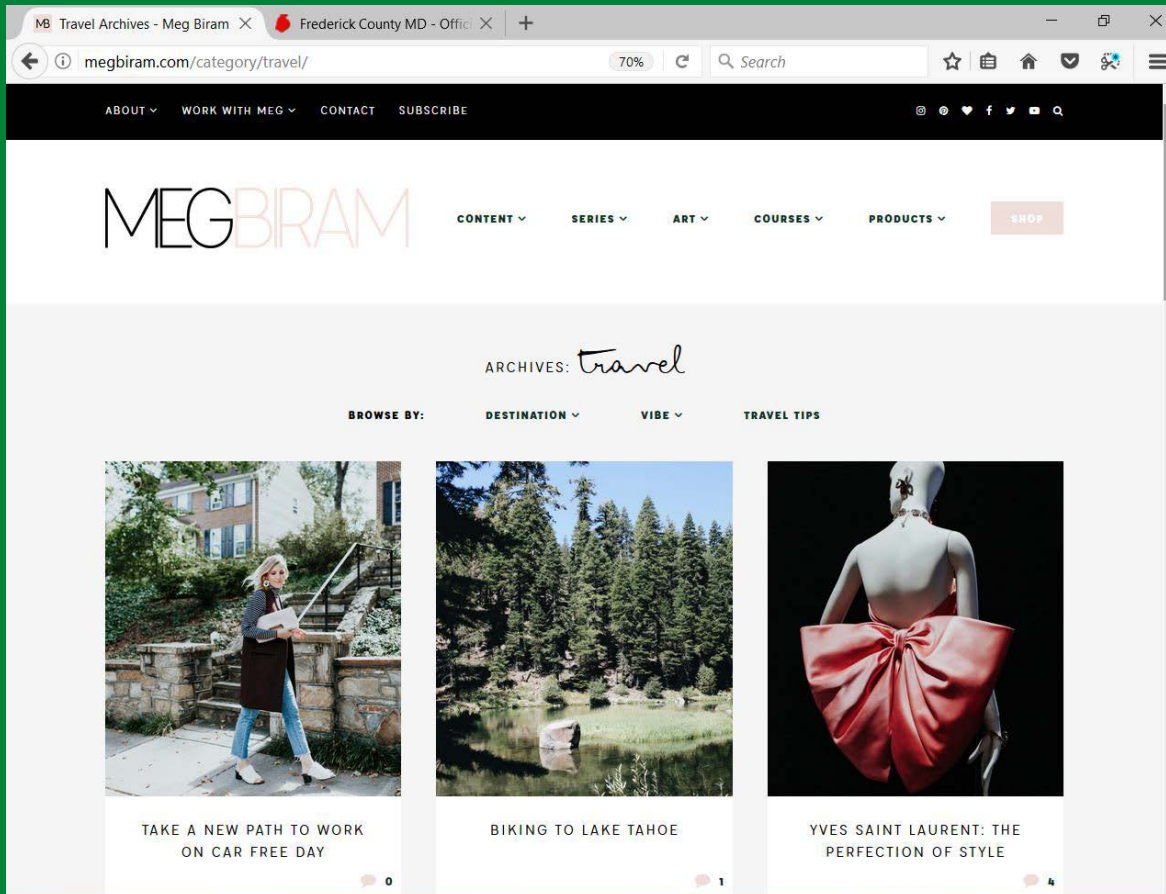 MB Travel Archives - Meg Biram
Frederick County MD - Offici
megbiram.com/category/travel/ 70% Search
ABOUT WORK WITH MEG CONTACT SUBSCRIBE
MEGBIRAM
CONTENT SERIES ART COURSES PRODUCTS SHOP
ARCHIVES: travel
BROWSE BY: DESTINATION VIBE TRAVEL TIPS
TAKE A NEW PATH TO WORK
ON CAR FREE DAY
0
BIKING TO LAKE TAHOE
1
YVES SAINT LAURENT: THE
PERFECTION OF STYLE
4